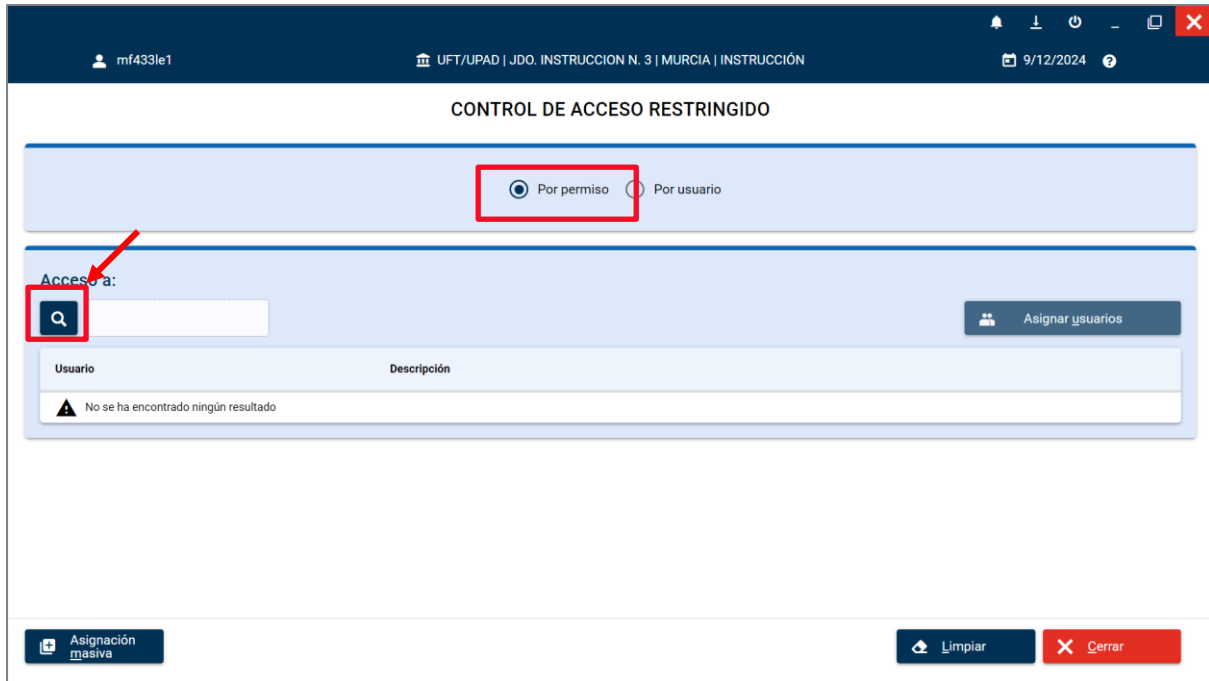 mf433le1
UFT/UPAD | JDO. INSTRUCCION N. 3 | MURCIA | INSTRUCCIÓN
9/12/2024
CONTROL DE ACCESO RESTRINGIDO
Por permiso
Por usuario
Acceso a:
Asignar usuarios
Usuario
Descripción
No se ha encontrado ningún resultado
Asignación
masiva
Limpiar
Cerrar